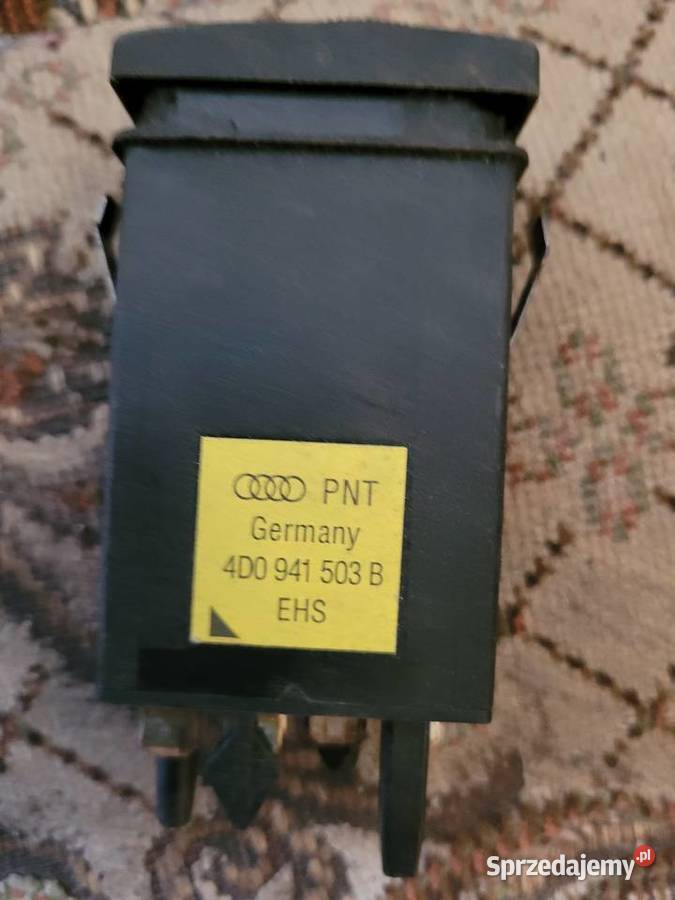 PNT
Germany
4D0 941 503 B
EHS
Sprzedajemy.pl